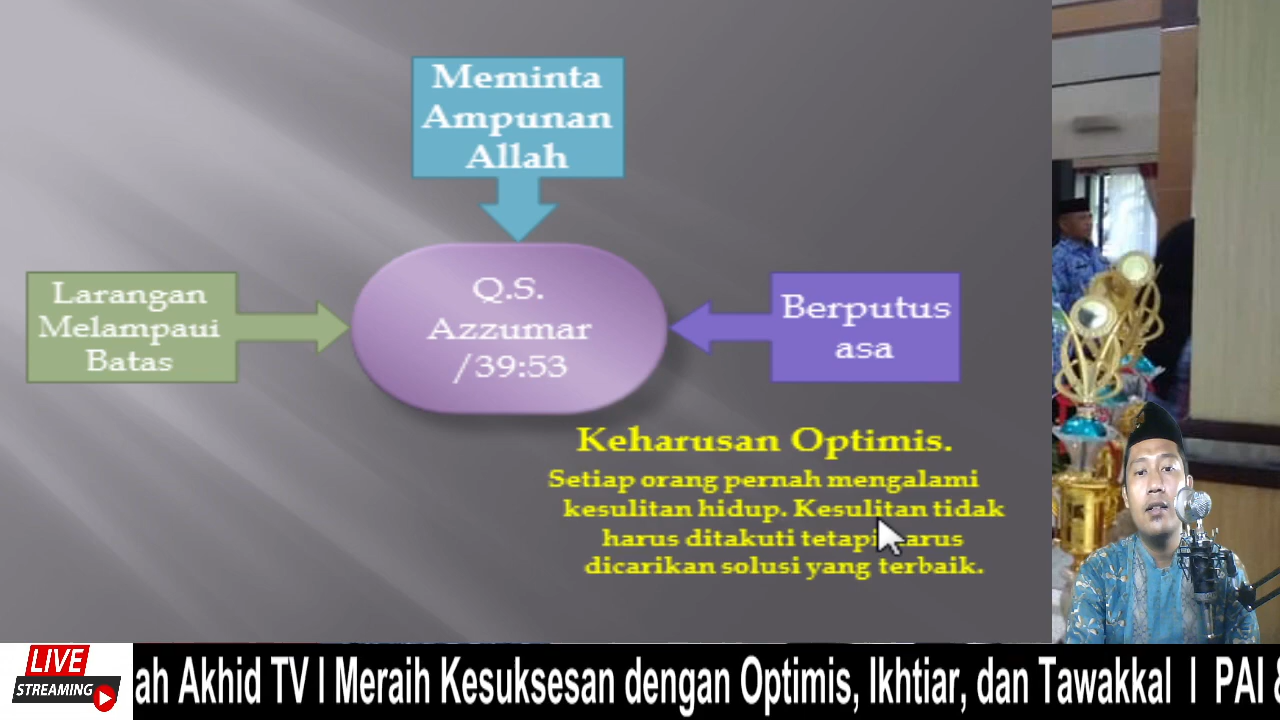 Meminta
Ampunan
Allah
Larangan
Melampaui
Batas
Q.S.
Azzumar
/39:53
Berputus
asa
Keharusan Optimis.
Setiap orang pernah mengalami
kesulitan hidup. Kesulitan tidak
harus ditakuti tetapi harus
dicarikan solusi yang terbaik.
LIVE
STREAMING
ah Akhid TV | Meraih Kesuksesan dengan Optimis, Ikhtiar, dan Tawakkal | PAI &